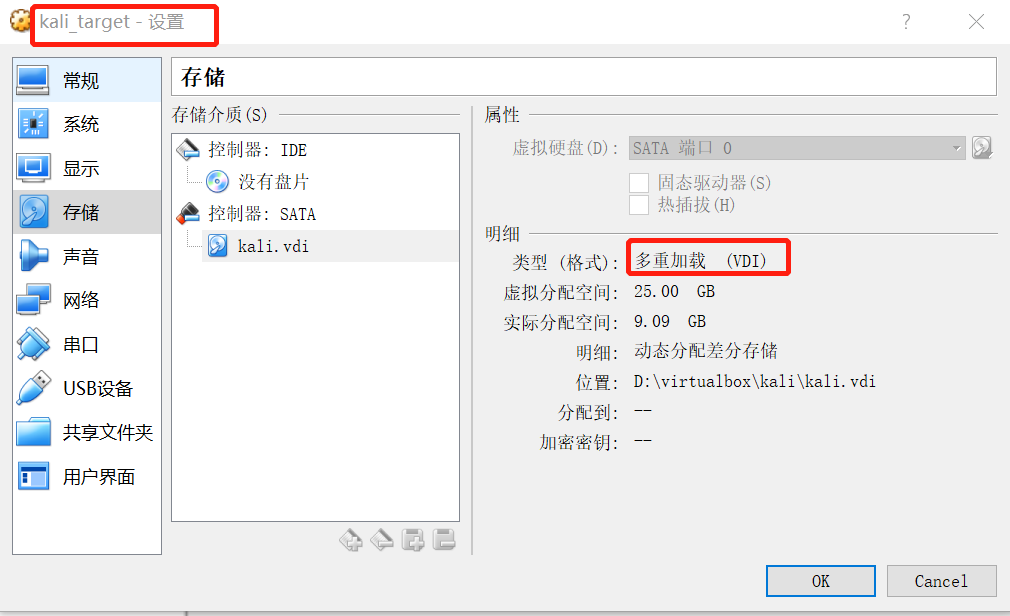 kali_target - 设置
?
常规
系统
显示
存储
声音
网络
串口
USB设备
共享文件夹
用户界面
存储
存储介质(S)
控制器: IDE
没有盘片
控制器: SATA
kali.vdi
属性
虚拟硬盘(D): SATA 端口 0
固态驱动器(S)
热插拔(H)
明细
类型 (格式): 多重加载 (VDI)
虚拟分配空间: 25.00 GB
实际分配空间: 9.09 GB
明细: 动态分配差分存储
位置: D:\virtualbox\kali\kali.vdi
分配到: --
加密密钥: --
OK
Cancel